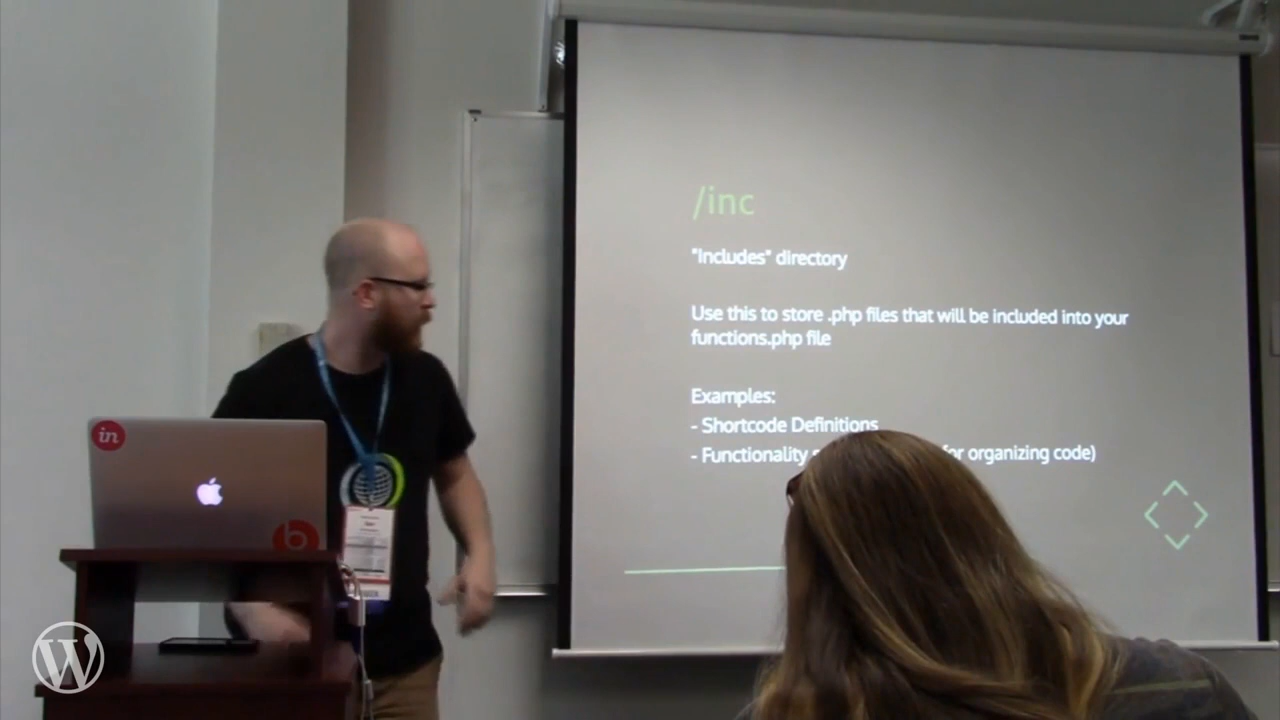 /inc
"Includes" directory
Use this to store .php files that will be included into your
functions.php file
Examples:
- Shortcode Definitions
- Functionality for organizing code)
in